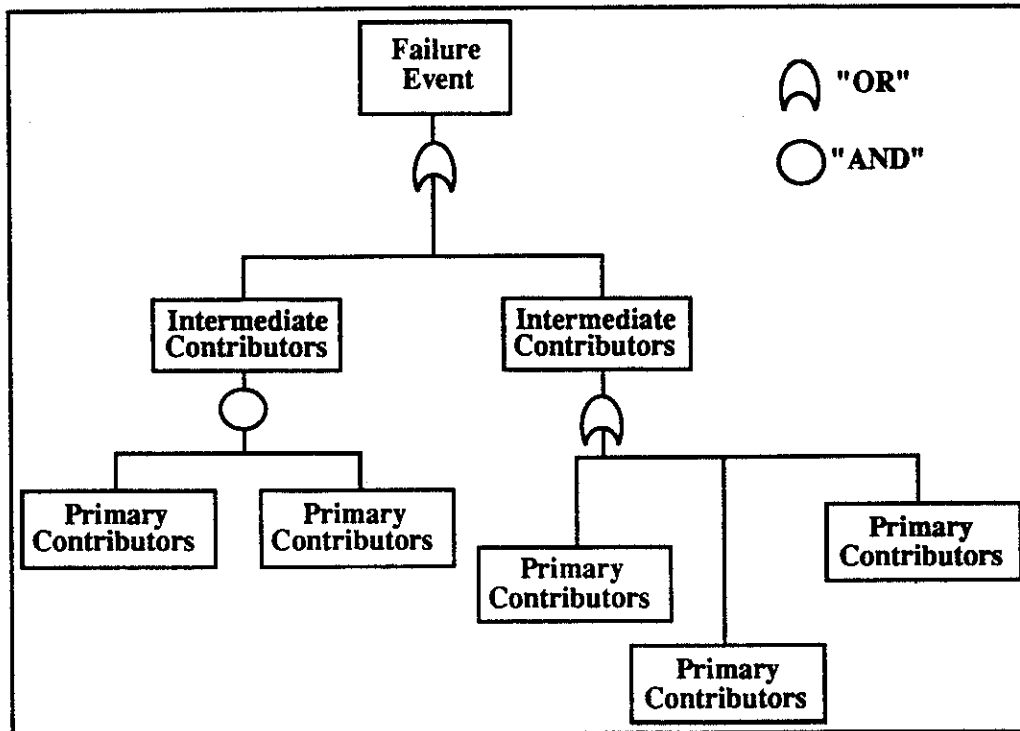 Failure
Event
"OR"
"AND"
Intermediate
Contributors
Intermediate
Contributors
Primary
Contributors
Primary
Contributors
Primary
Contributors
Primary
Contributors
Primary
Contributors